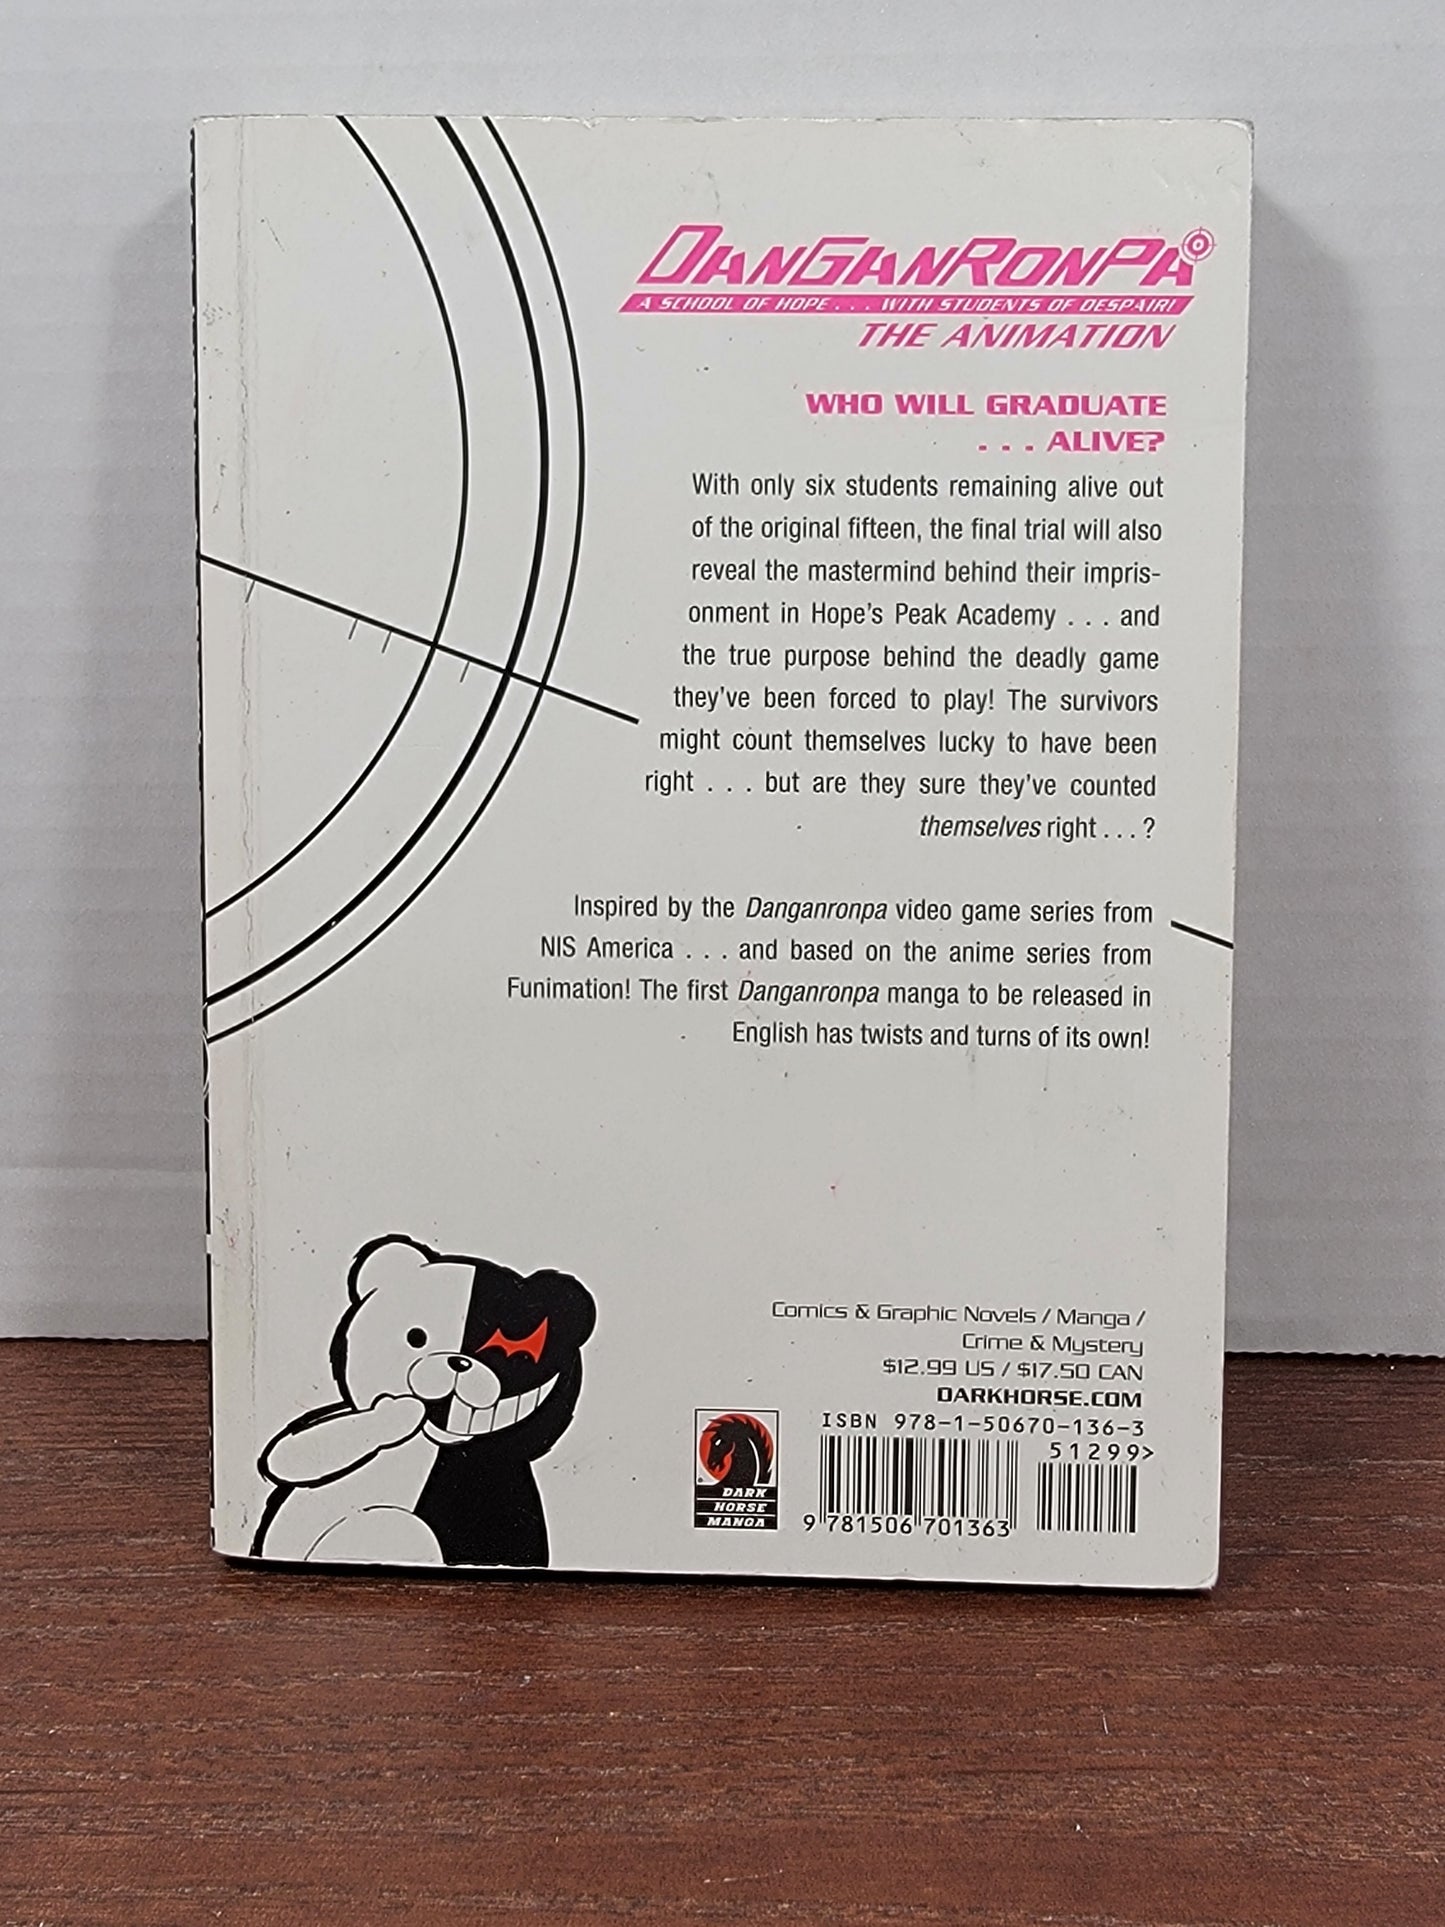 DANGANRONPA
A SCHOOL OF HOPE . . . WITH STUDENTS OF DESPAIR!
THE ANIMATION
WHO WILL GRADUATE
. . . ALIVE?
With only six students remaining alive out
of the original fifteen, the final trial will also
reveal the mastermind behind their impris-
onment in Hope's Peak Academy . . . and
the true purpose behind the deadly game
they've been forced to play! The survivors
might count themselves lucky to have been
right . . . but are they sure they've counted
themselves right . . . ?
Inspired by the Danganronpa video game series from
NIS America . . . and based on the anime series from
Funimation! The first Danganronpa manga to be released in
English has twists and turns of its own!
Comics & Graphic Novels / Manga /
Crime & Mystery
$12.99 US / $17.50 CAN
DARKHORSE.COM
ISBN 978-1-50670-136-3
51299>
9 781506 701363
DARK
HORSE
MANGA